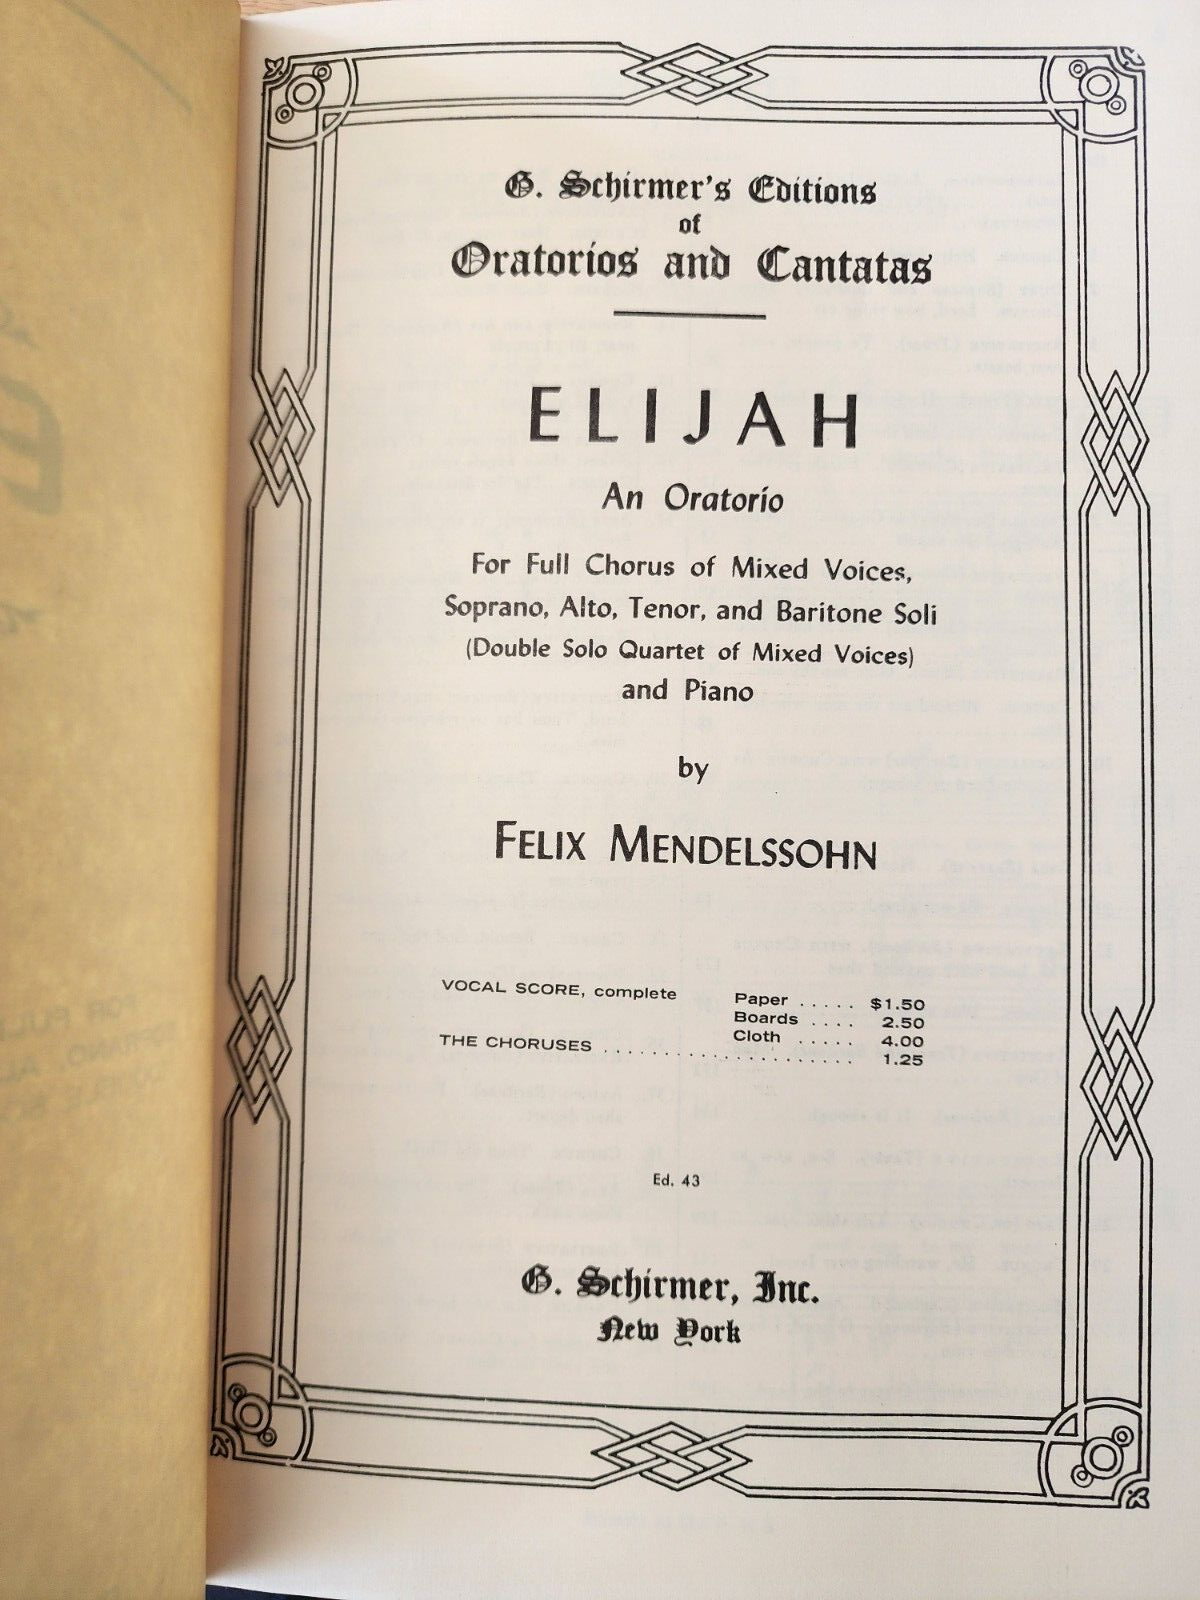 G. Schirmer's Editions
of
Oratorios and Cantatas
ELIJAH
An Oratorio
For Full Chorus of Mixed Voices,
Soprano, Alto, Tenor, and Baritone Soli
(Double Solo Quartet of Mixed Voices)
and Piano
by
FELIX MENDELSSOHN
VOCAL SCORE, complete Paper ..... $1.50
Boards .... 2.50
Cloth ..... 4.00
THE CHORUSES ..................... 1.25
Ed. 43
G. Schirmer, Inc.
New York